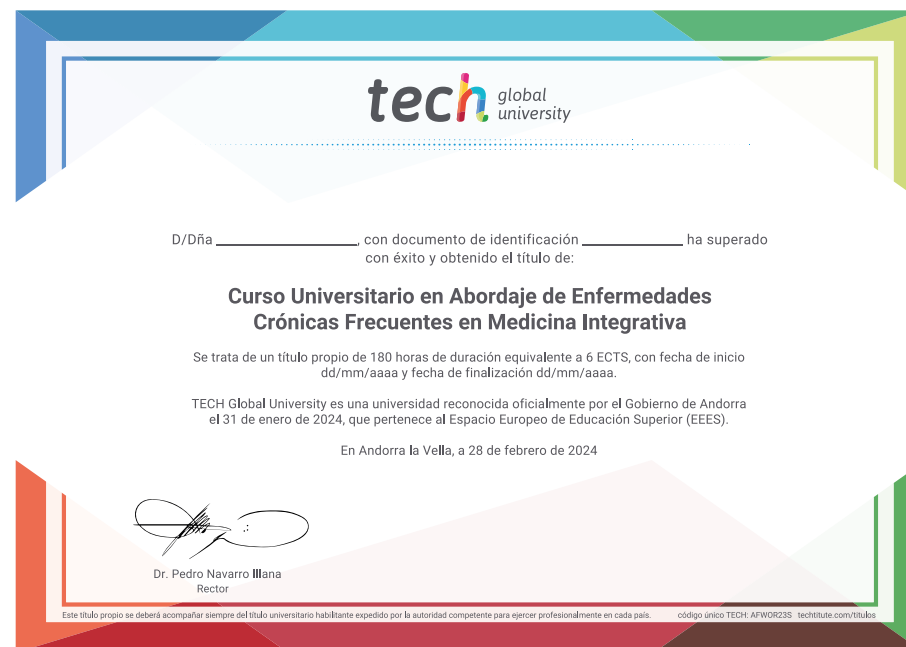 tech global university
D/Dña ____________________, con documento de identificación ______________ ha superado
con éxito y obtenido el título de:
Curso Universitario en Abordaje de Enfermedades
Crónicas Frecuentes en Medicina Integrativa
Se trata de un título propio de 180 horas de duración equivalente a 6 ECTS, con fecha de inicio
dd/mm/aaaa y fecha de finalización dd/mm/aaaa.
TECH Global University es una universidad reconocida oficialmente por el Gobierno de Andorra
el 31 de enero de 2024, que pertenece al Espacio Europeo de Educación Superior (EEES).
En Andorra la Vella, a 28 de febrero de 2024
Dr. Pedro Navarro Illana
Rector
Este título propio se deberá acompañar siempre del título universitario habilitante expedido por la autoridad competente para ejercer profesionalmente en cada país. código único TECH: AFWOR23S techtitute.com/titulos